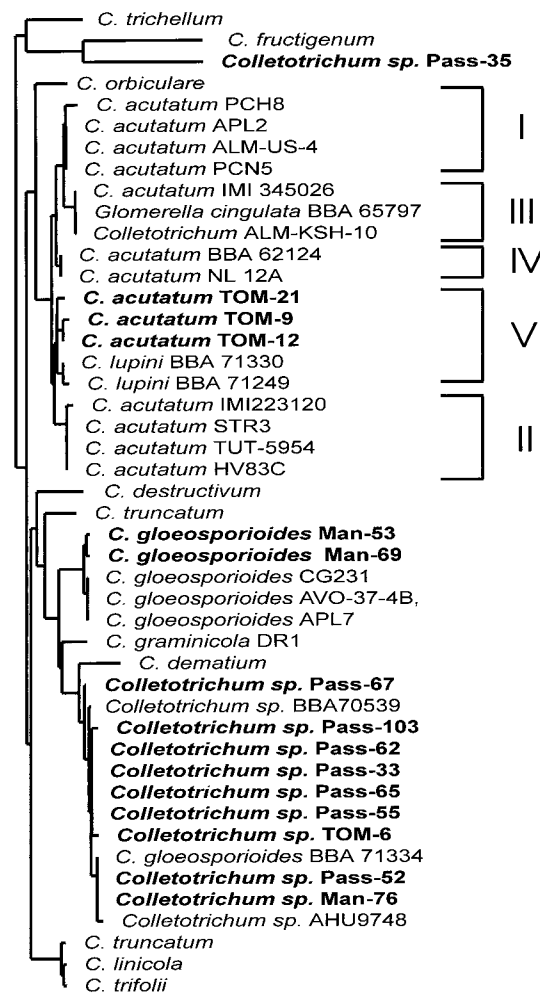 C. trichellum
C. fructigenum
Colletotrichum sp. Pass-35
C. orbiculare
C. acutatum PCH8
C. acutatum APL2
C. acutatum ALM-US-4
C. acutatum PCN5
I
C. acutatum IMI 345026
Glomerella cingulata BBA 65797
Colletotrichum ALM-KSH-10
III
C. acutatum BBA 62124
C. acutatum NL 12A
IV
C. acutatum TOM-21
C. acutatum TOM-9
C. acutatum TOM-12
C. lupini BBA 71330
C. lupini BBA 71249
V
C. acutatum IMI223120
C. acutatum STR3
C. acutatum TUT-5954
C. acutatum HV83C
II
C. destructivum
C. truncatum
C. gloeosporioides Man-53
C. gloeosporioides Man-69
C. gloeosporioides CG231
C. gloeosporioides AVO-37-4B,
C. gloeosporioides APL7
C. graminicola DR1
C. dematium
Colletotrichum sp. Pass-67
Colletotrichum sp. BBA70539
Colletotrichum sp. Pass-103
Colletotrichum sp. Pass-62
Colletotrichum sp. Pass-33
Colletotrichum sp. Pass-65
Colletotrichum sp. Pass-55
Colletotrichum sp. TOM-6
C. gloeosporioides BBA 71334
Colletotrichum sp. Pass-52
Colletotrichum sp. Man-76
Colletotrichum sp. AHU9748
C. truncatum
C. linicola
C. trifolii